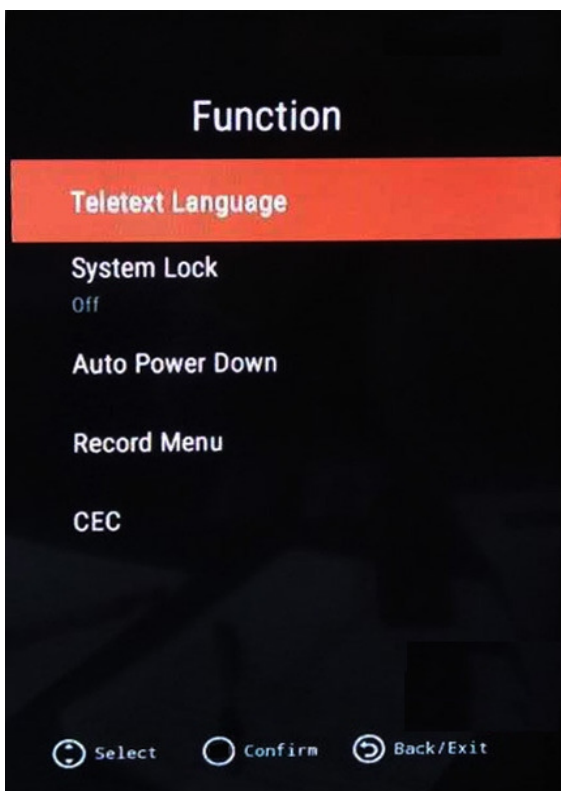 Function
Teletext Language
System Lock
Off
Auto Power Down
Record Menu
CEC
Select Confirm Back/Exit